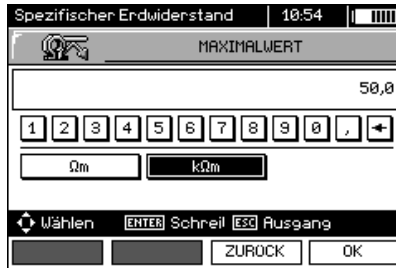 Spezifischer Erdwiderstand 10:54
MAXIMALWERT
50,0
1 2 3 4 5 6 7 8 9 0 , ←
Ωm kΩm
Wählen ENTER Schreil ESC Ausgang
ZURÜCK OK